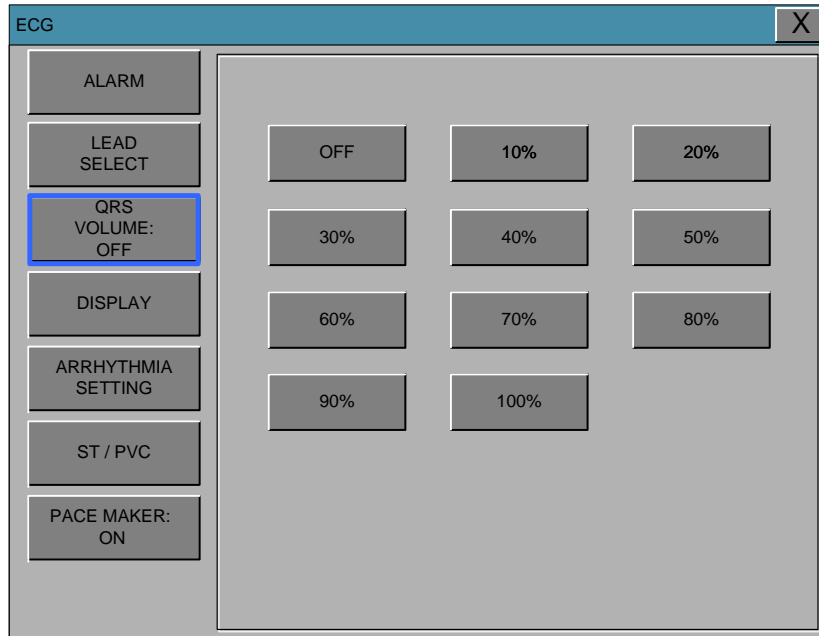 ECG
X
ALARM
LEAD
SELECT
QRS
VOLUME:
OFF
DISPLAY
ARRHYTHMIA
SETTING
ST / PVC
PACE MAKER:
ON
OFF 10% 20%
30% 40% 50%
60% 70% 80%
90% 100%